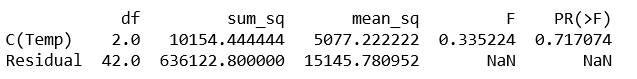 df sum_sq mean_sq F PR(>F)
C(Temp) 2.0 10154.444444 5077.222222 0.335224 0.717074
Residual 42.0 636122.800000 15145.780952 NaN NaN